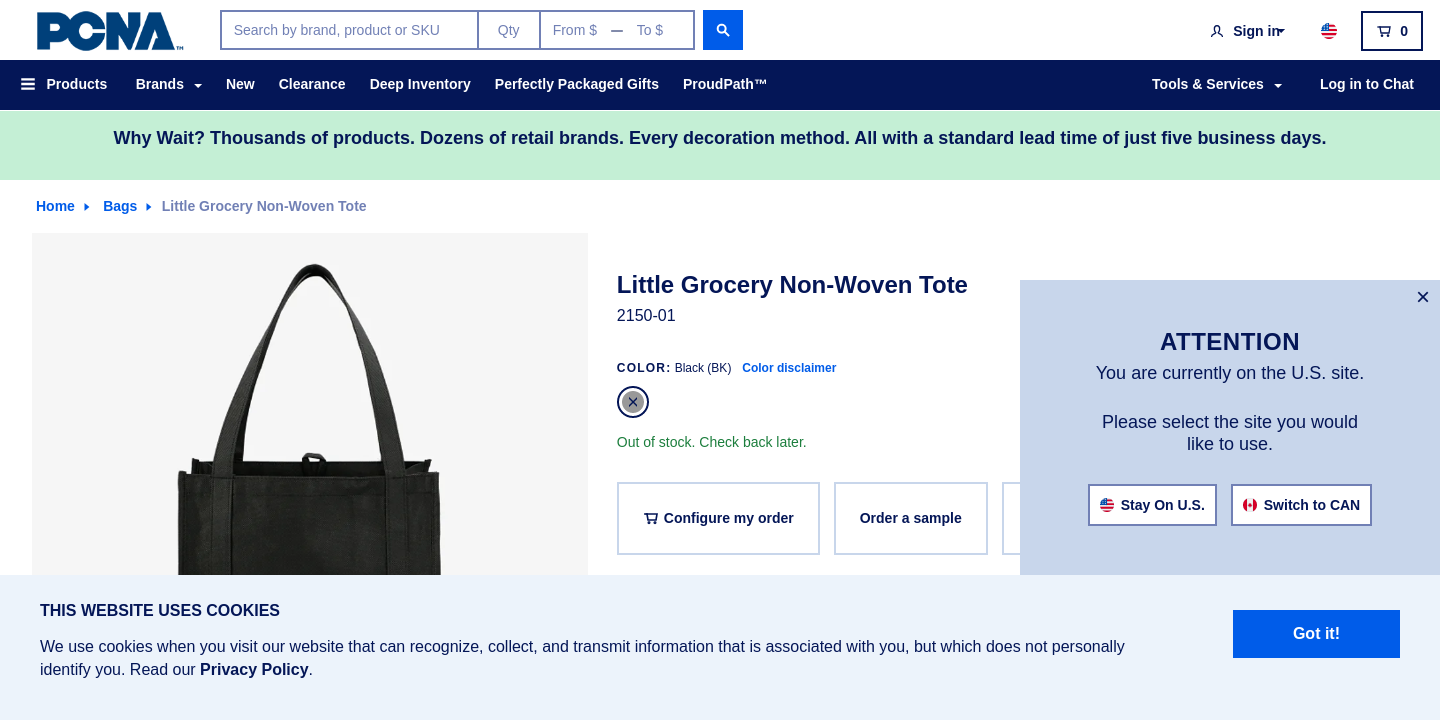 PCNA™
Search by brand, product or SKU
Qty
From $ — To $
Sign in
0
Products
Brands
New
Clearance
Deep Inventory
Perfectly Packaged Gifts
ProudPath™
Tools & Services
Log in to Chat
Why Wait? Thousands of products. Dozens of retail brands. Every decoration method. All with a standard lead time of just five business days.
Home
Bags
Little Grocery Non-Woven Tote
Little Grocery Non-Woven Tote
2150-01
COLOR: Black (BK) Color disclaimer
Out of stock. Check back later.
Configure my order
Order a sample
ATTENTION
You are currently on the U.S. site.
Please select the site you would
like to use.
Stay On U.S.
Switch to CAN
THIS WEBSITE USES COOKIES
We use cookies when you visit our website that can recognize, collect, and transmit information that is associated with you, but which does not personally
identify you. Read our Privacy Policy.
Got it!